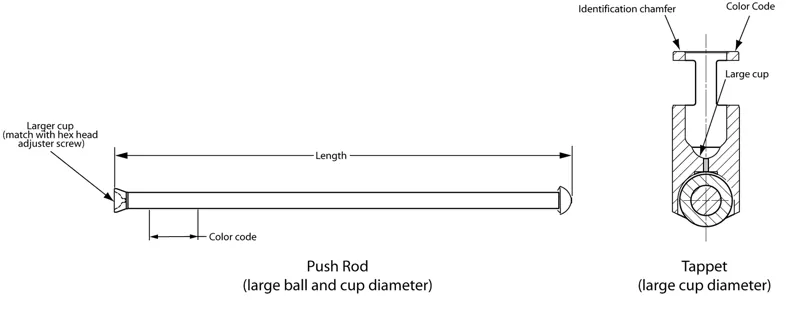 Identification chamfer
Color Code
Large cup
Larger cup
(match with hex head
adjuster screw)
Length
Color code
Push Rod
(large ball and cup diameter)
Tappet
(large cup diameter)